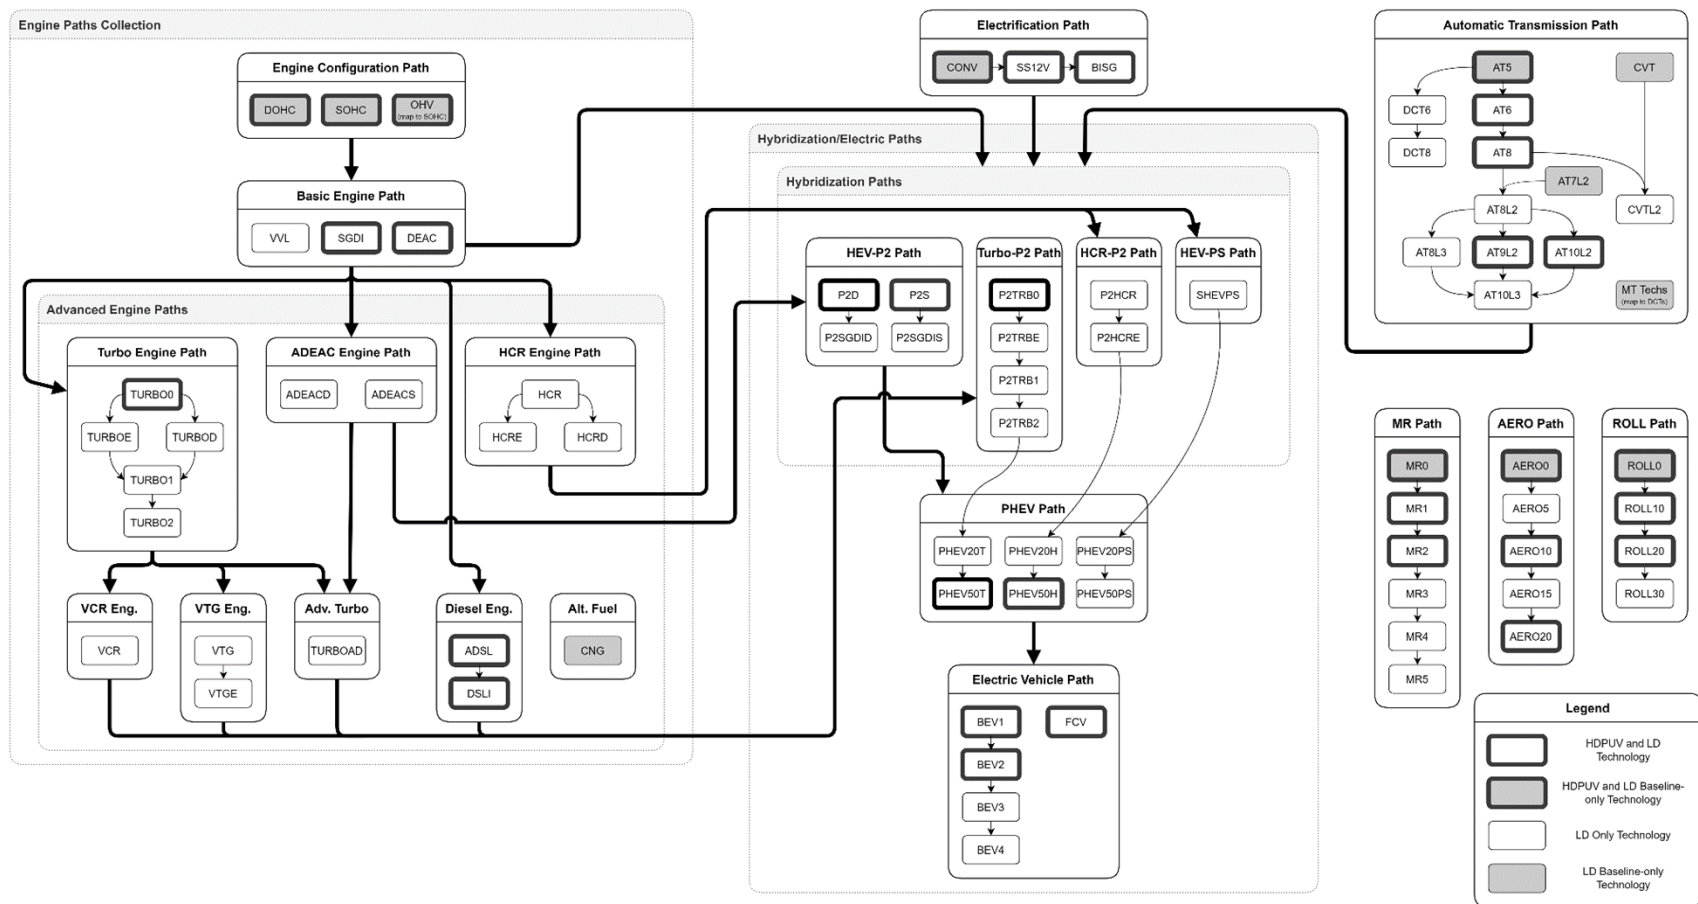 Engine Paths Collection
Engine Configuration Path
DOHC
SOHC
OHV
(map to SOHC)
Basic Engine Path
VVL
SGDI
DEAC
Advanced Engine Paths
Turbo Engine Path
TURBO0
TURBOE
TURBOD
TURBO1
TURBO2
ADEAC Engine Path
ADEACD
ADEACS
HCR Engine Path
HCR
HCRE
HCRD
VCR Eng.
VCR
VTG Eng.
VTG
VTGE
Adv. Turbo
TURBOAD
Diesel Eng.
ADSL
DSLI
Alt. Fuel
CNG
Electrification Path
CONV
SS12V
BISG
Hybridization/Electric Paths
Hybridization Paths
HEV-P2 Path
P2D
P2S
P2SGDID
P2SGDIS
Turbo-P2 Path
P2TRB0
P2TRBE
P2TRB1
P2TRB2
HCR-P2 Path
P2HCR
P2HCRE
HEV-PS Path
SHEVPS
PHEV Path
PHEV20T
PHEV20H
PHEV20PS
PHEV50T
PHEV50H
PHEV50PS
Electric Vehicle Path
BEV1
FCV
BEV2
BEV3
BEV4
Automatic Transmission Path
AT5
CVT
DCT6
AT6
DCT8
AT8
AT7L2
AT8L2
CVTL2
AT8L3
AT9L2
AT10L2
AT10L3
MT Techs
(map to DCTs)
MR Path
MR0
MR1
MR2
MR3
MR4
MR5
AERO Path
AERO0
AERO5
AERO10
AERO15
AERO20
ROLL Path
ROLL0
ROLL10
ROLL20
ROLL30
Legend
HDPUV and LD
Technology
HDPUV and LD Baseline-
only Technology
LD Only Technology
LD Baseline-only
Technology